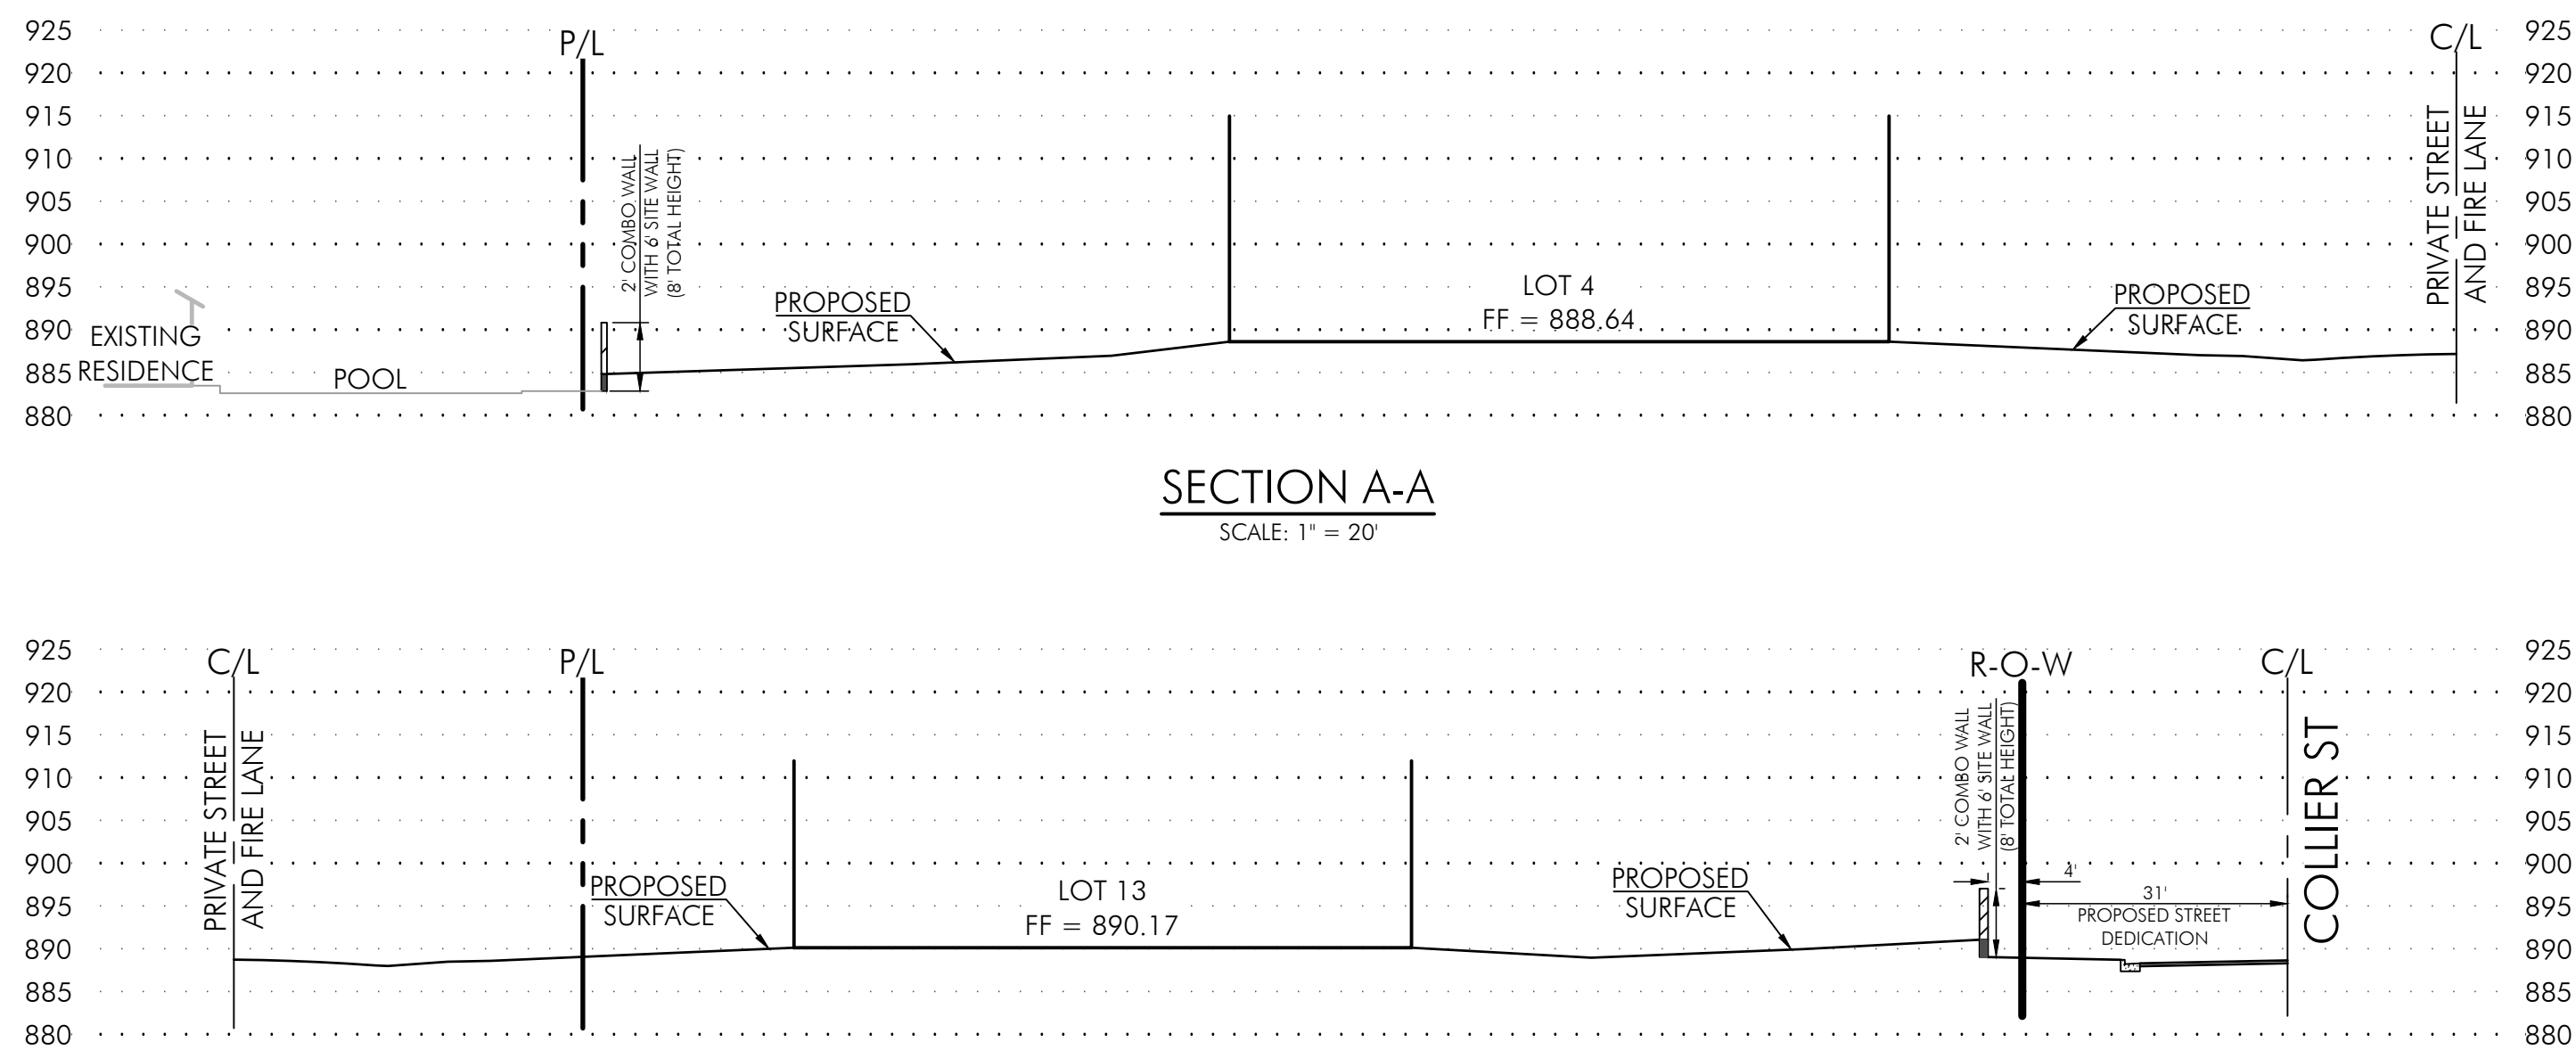 925
920
915
910
905
900
895
890
885
880
P/L
C/L
925
920
915
910
905
900
895
890
885
880
2' COMBO WALL
WITH 6' SITE WALL
(8' TOTAL HEIGHT)
PRIVATE STREET
AND FIRE LANE
EXISTING
RESIDENCE
POOL
PROPOSED
SURFACE
LOT 4
FF = 888.64
PROPOSED
SURFACE
SECTION A-A
SCALE: 1" = 20'
925
920
915
910
905
900
895
890
885
880
C/L
P/L
R-O-W
C/L
925
920
915
910
905
900
895
890
885
880
PRIVATE STREET
AND FIRE LANE
PROPOSED
SURFACE
LOT 13
FF = 890.17
PROPOSED
SURFACE
2' COMBO WALL
WITH 6' SITE WALL
(8' TOTAL HEIGHT)
4'
31'
PROPOSED STREET
DEDICATION
COLLIER ST